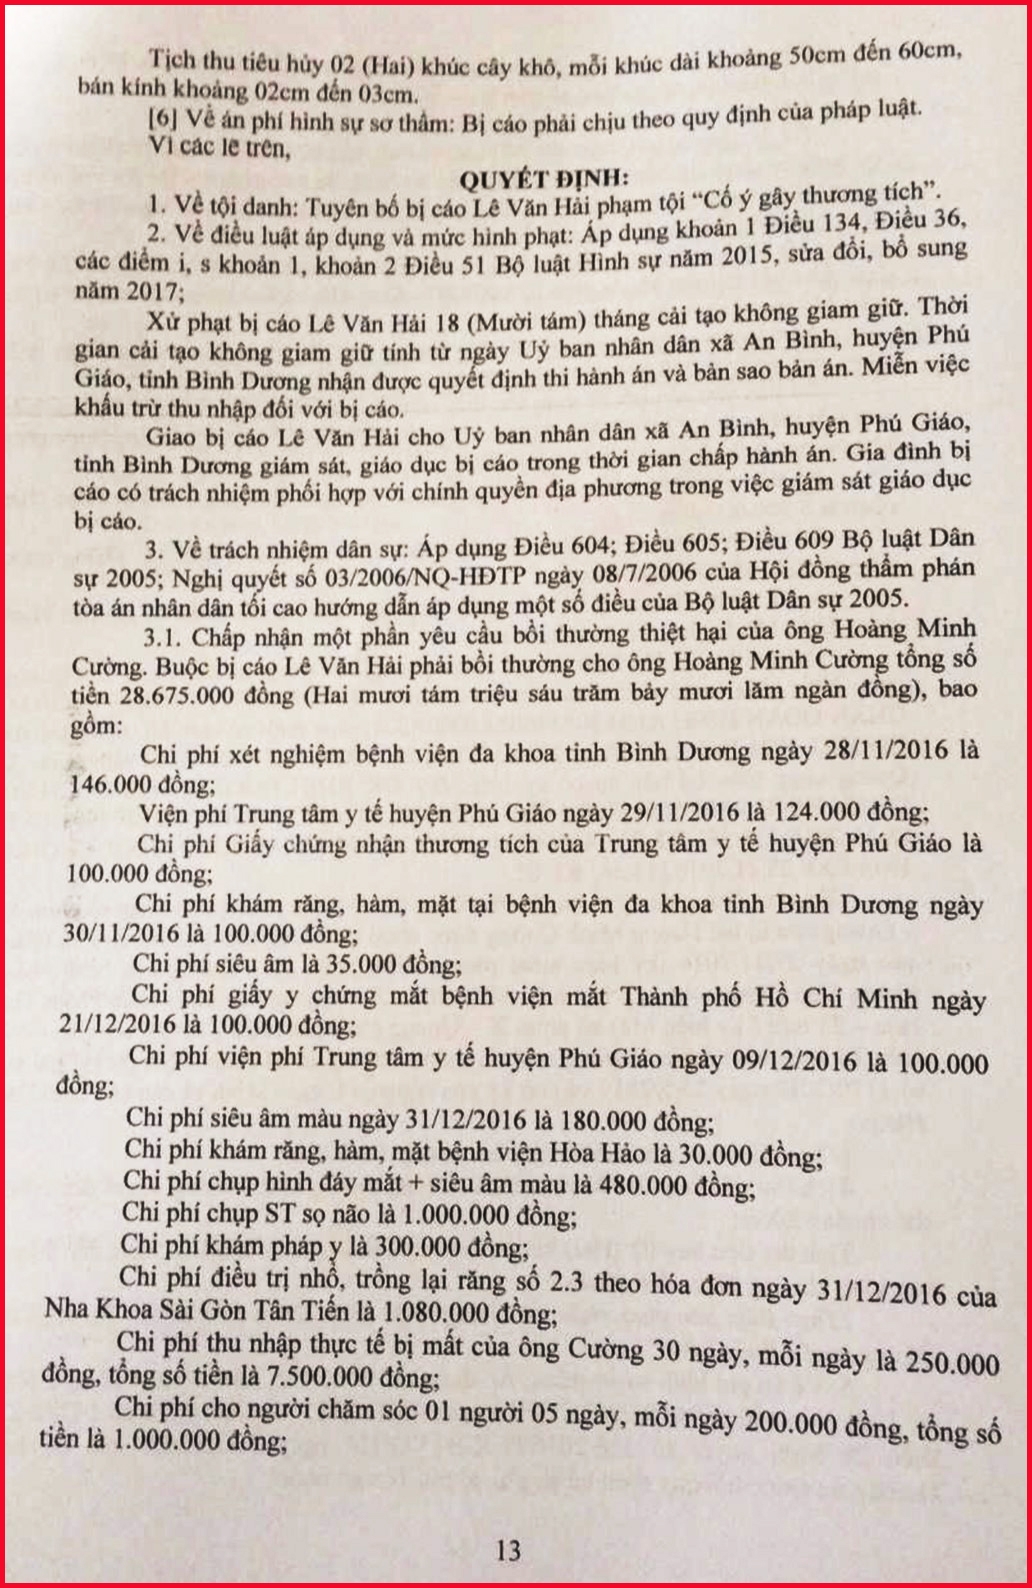 Tịch thu tiêu hủy 02 (Hai) khúc cây khô, mỗi khúc dài khoảng 50cm đến 60cm,
bán kính khoảng 02cm đến 03cm.
[6] Về án phí hình sự sơ thẩm: Bị cáo phải chịu theo quy định của pháp luật.
Vì các lẽ trên,
QUYẾT ĐỊNH:
1. Về tội danh: Tuyên bố bị cáo Lê Văn Hải phạm tội “Cố ý gây thương tích”.
2. Về điều luật áp dụng và mức hình phạt: Áp dụng khoản 1 Điều 134, Điều 36,
các điểm i, s khoản 1, khoản 2 Điều 51 Bộ luật Hình sự năm 2015, sửa đổi, bổ sung
năm 2017;
Xử phạt bị cáo Lê Văn Hải 18 (Mười tám) tháng cải tạo không giam giữ. Thời
gian cải tạo không giam giữ tính từ ngày Uỷ ban nhân dân xã An Bình, huyện Phú
Giáo, tỉnh Bình Dương nhận được quyết định thi hành án và bản sao bản án. Miễn việc
khấu trừ thu nhập đối với bị cáo.
Giao bị cáo Lê Văn Hải cho Uỷ ban nhân dân xã An Bình, huyện Phú Giáo,
tỉnh Bình Dương giám sát, giáo dục bị cáo trong thời gian chấp hành án. Gia đình bị
cáo có trách nhiệm phối hợp với chính quyền địa phương trong việc giám sát giáo dục
bị cáo.
3. Về trách nhiệm dân sự: Áp dụng Điều 604; Điều 605; Điều 609 Bộ luật Dân
sự 2005; Nghị quyết số 03/2006/NQ-HĐTP ngày 08/7/2006 của Hội đồng thẩm phán
tòa án nhân dân tối cao hướng dẫn áp dụng một số điều của Bộ luật Dân sự 2005.
3.1. Chấp nhận một phần yêu cầu bồi thường thiệt hại của ông Hoàng Minh
Cường. Buộc bị cáo Lê Văn Hải phải bồi thường cho ông Hoàng Minh Cường tổng số
tiền 28.675.000 đồng (Hai mươi tám triệu sáu trăm bảy mươi lăm ngàn đồng), bao
gồm:
Chi phí xét nghiệm bệnh viện đa khoa tỉnh Bình Dương ngày 28/11/2016 là
146.000 đồng;
Viện phí Trung tâm y tế huyện Phú Giáo ngày 29/11/2016 là 124.000 đồng;
Chi phí Giấy chứng nhận thương tích của Trung tâm y tế huyện Phú Giáo là
100.000 đồng;
Chi phí khám răng, hàm, mặt tại bệnh viện đa khoa tỉnh Bình Dương ngày
30/11/2016 là 100.000 đồng;
Chi phí siêu âm là 35.000 đồng;
Chi phí giấy y chứng mắt bệnh viện mắt Thành phố Hồ Chí Minh ngày
21/12/2016 là 100.000 đồng;
Chi phí viện phí Trung tâm y tế huyện Phú Giáo ngày 09/12/2016 là 100.000
đồng;
Chi phí siêu âm màu ngày 31/12/2016 là 180.000 đồng;
Chi phí khám răng, hàm, mặt bệnh viện Hòa Hảo là 30.000 đồng;
Chi phí chụp hình đáy mắt + siêu âm màu là 480.000 đồng;
Chi phí chụp ST sọ não là 1.000.000 đồng;
Chi phí khám pháp y là 300.000 đồng;
Chi phí điều trị nhổ, trồng lại răng số 2.3 theo hóa đơn ngày 31/12/2016 của
Nha Khoa Sài Gòn Tân Tiến là 1.080.000 đồng;
Chi phí thu nhập thực tế bị mất của ông Cường 30 ngày, mỗi ngày là 250.000
đồng, tổng số tiền là 7.500.000 đồng;
Chi phí cho người chăm sóc 01 người 05 ngày, mỗi ngày 200.000 đồng, tổng số
tiền là 1.000.000 đồng;
13